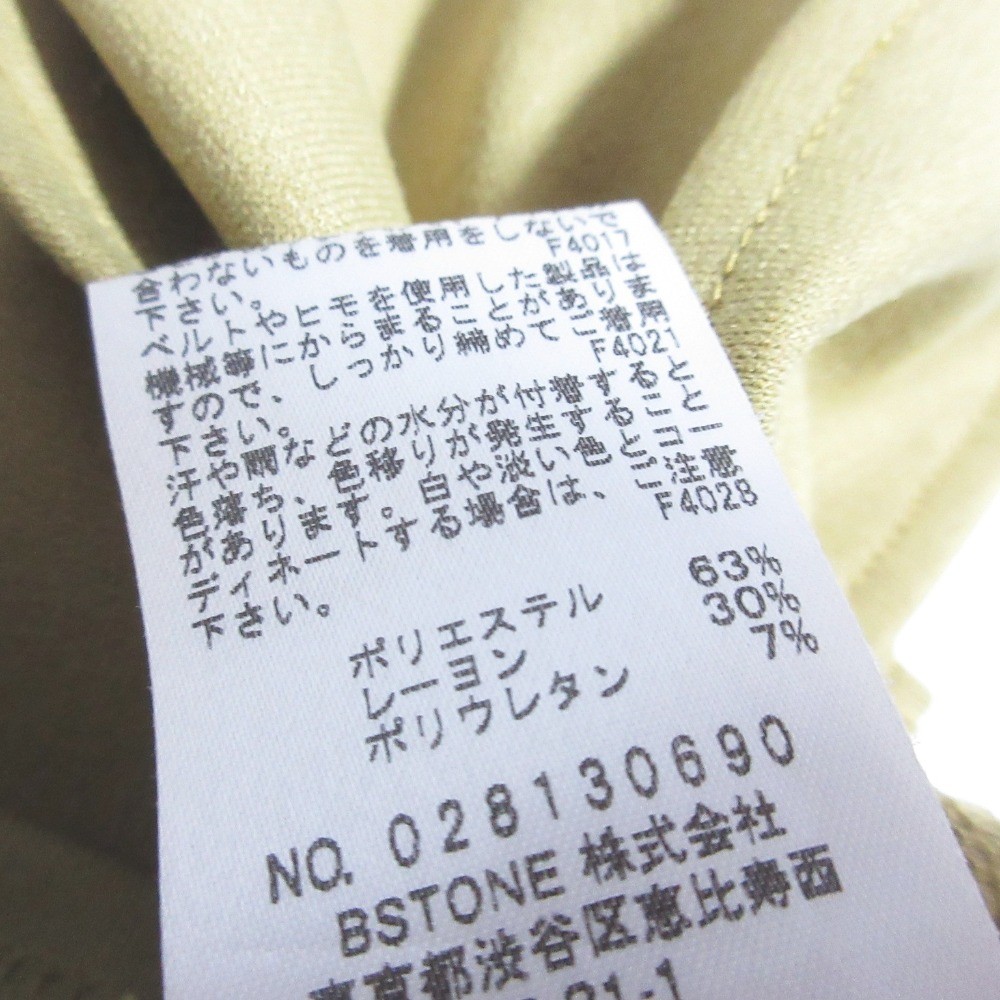 合わないものを着用をしないで
下さい。 F4017
ベルトやヒモを使用した製品は
機械等にからまることがありま
すので、しっかり締めてご着用
下さい。 F4021
汗や雨などの水分が付着すると
色落ち、色移りが発生すること
があります。白や淡い色とコー
ディネートする場合は、ご注意
下さい。 F4028
ポリエステル 63%
レーヨン 30%
ポリウレタン 7%
NO. 028130690
BSTONE 株式会社
東京都渋谷区恵比寿西
21-1